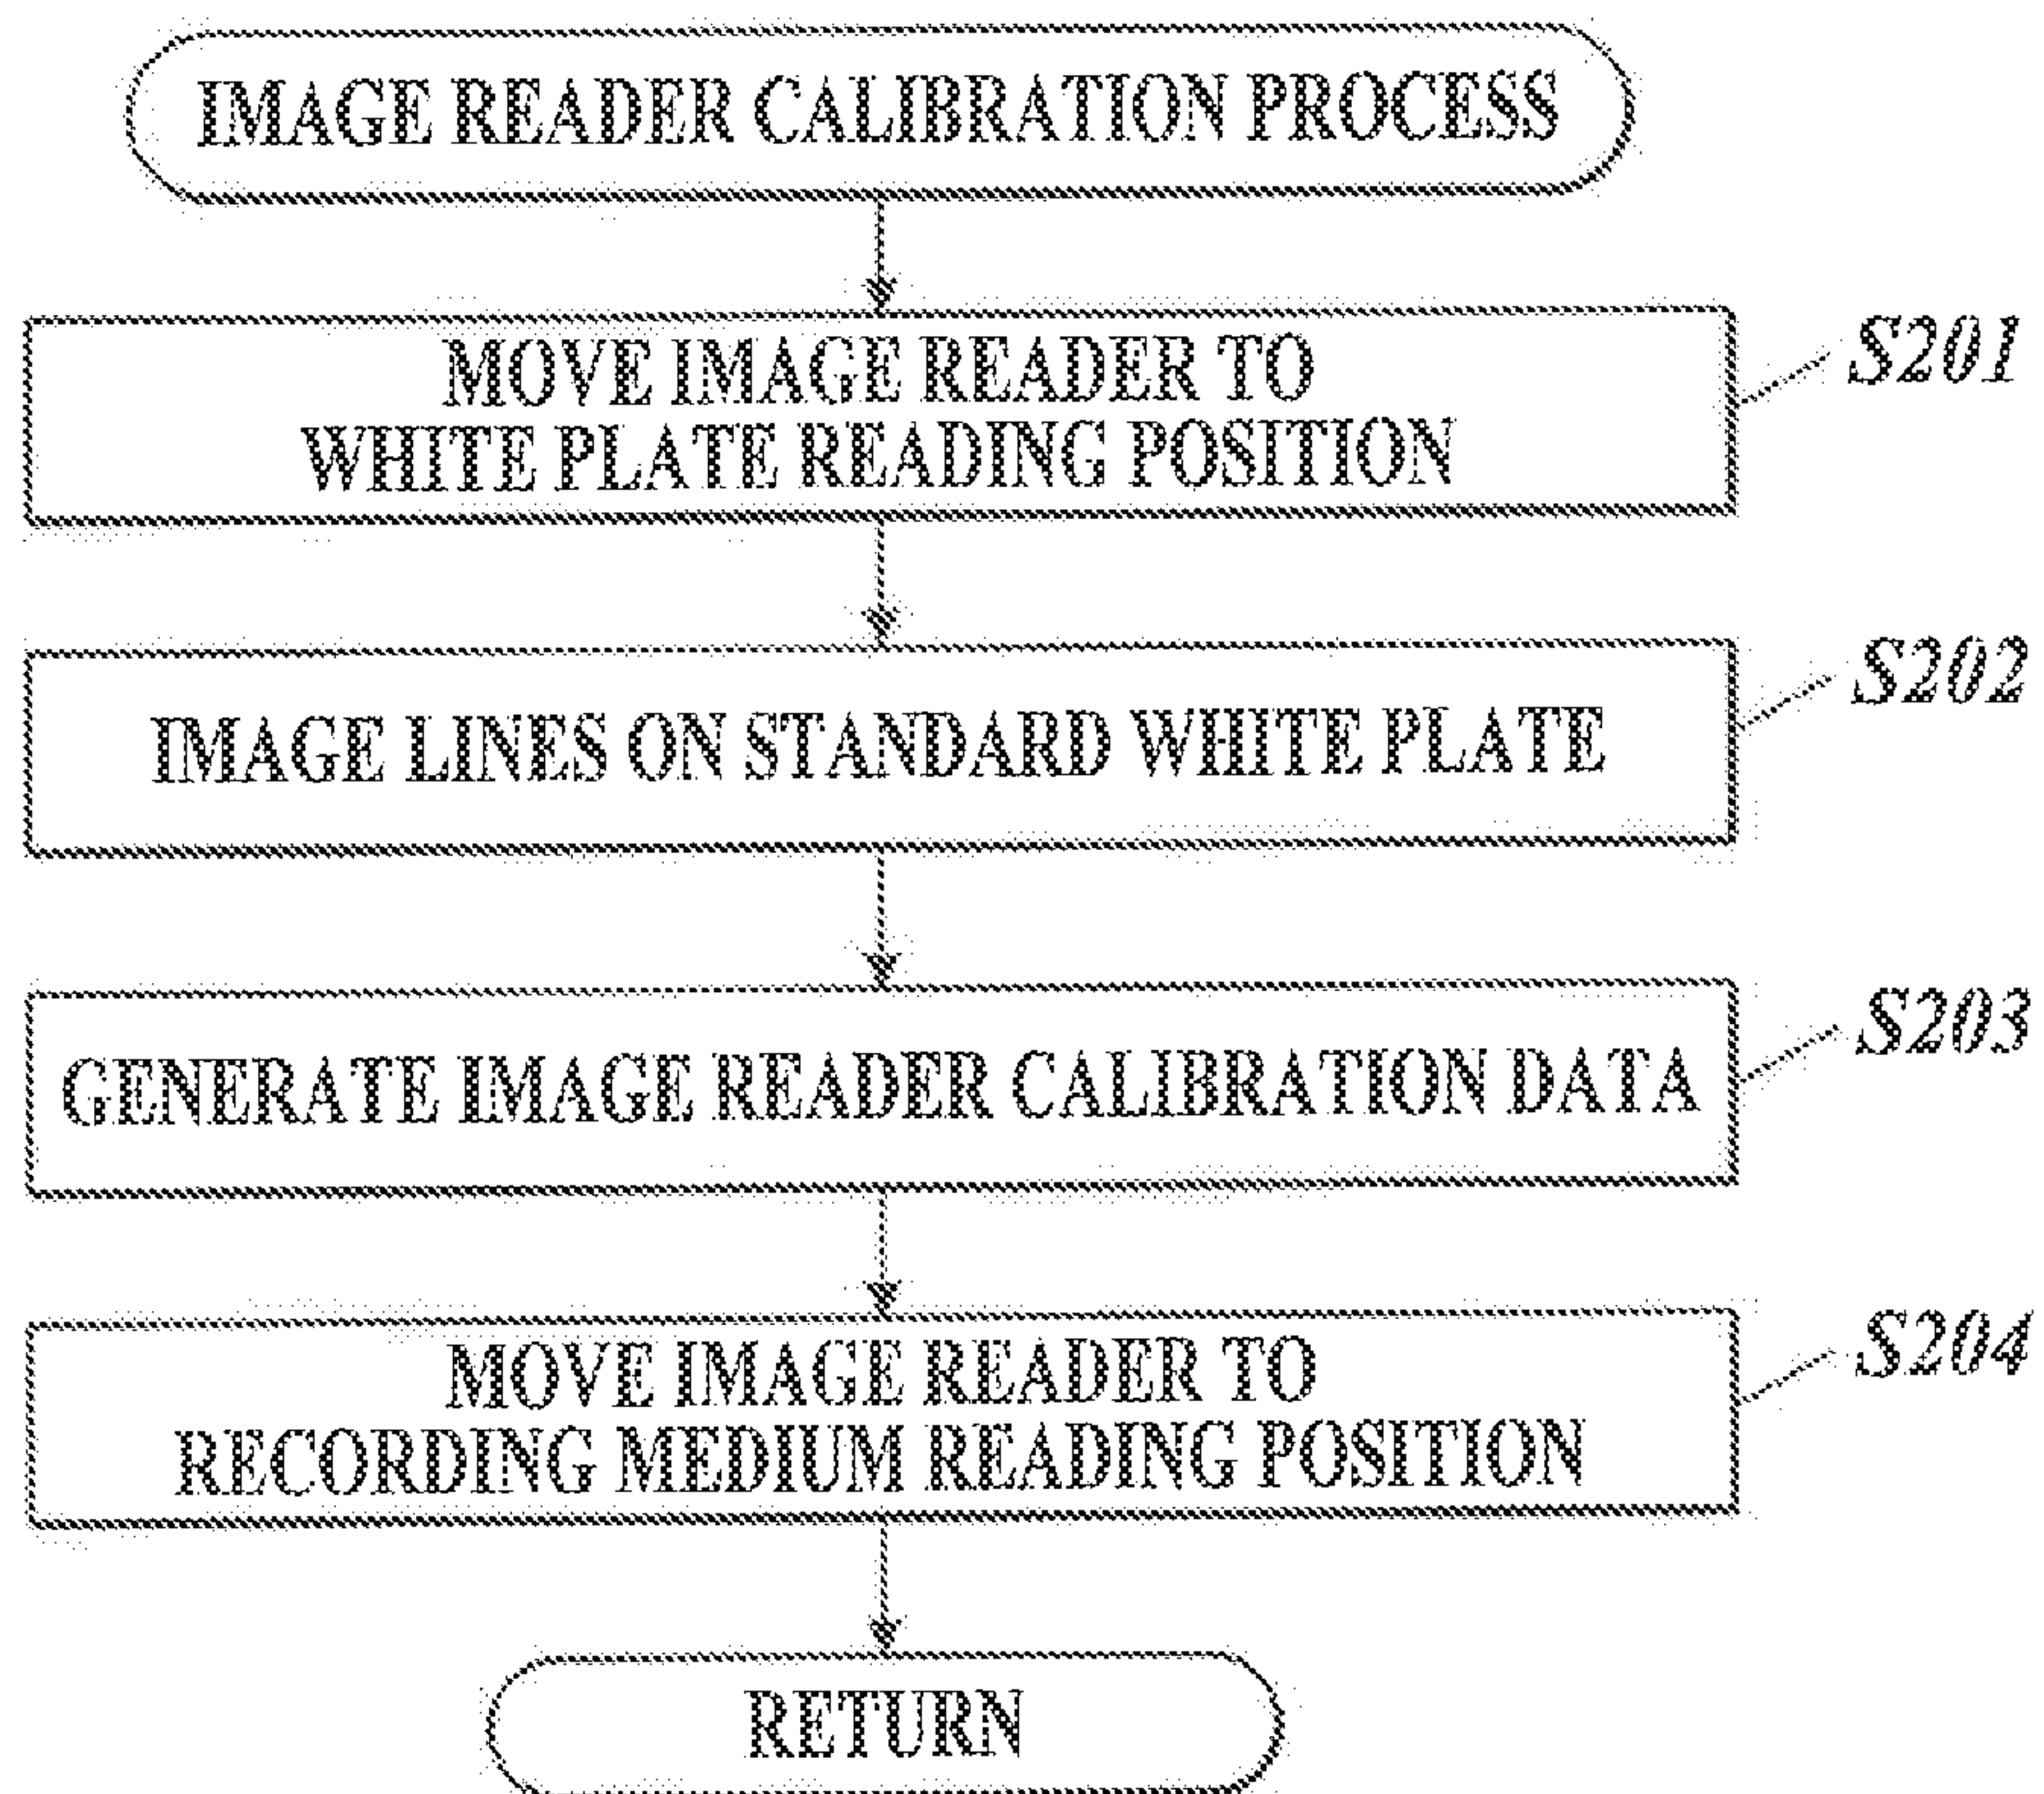 IMAGE READER CALIBRATION PROCESS
MOVE IMAGE READER TO
WHITE PLATE READING POSITION
S201
IMAGE LINES ON STANDARD WHITE PLATE
S202
GENERATE IMAGE READER CALIBRATION DATA
S203
MOVE IMAGE READER TO
RECORDING MEDIUM READING POSITION
S204
RETURN